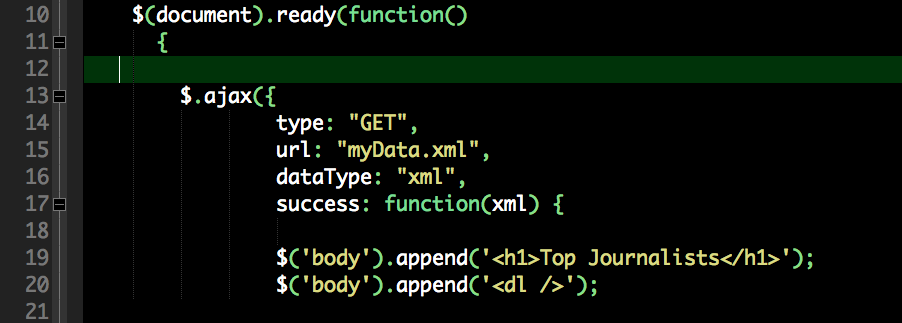 10 $(document).ready(function()
11 {
12
13 $.ajax({
14 type: "GET",
15 url: "myData.xml",
16 dataType: "xml",
17 success: function(xml) {
18
19 $('body').append('<h1>Top Journalists</h1>');
20 $('body').append('<dl />');
21